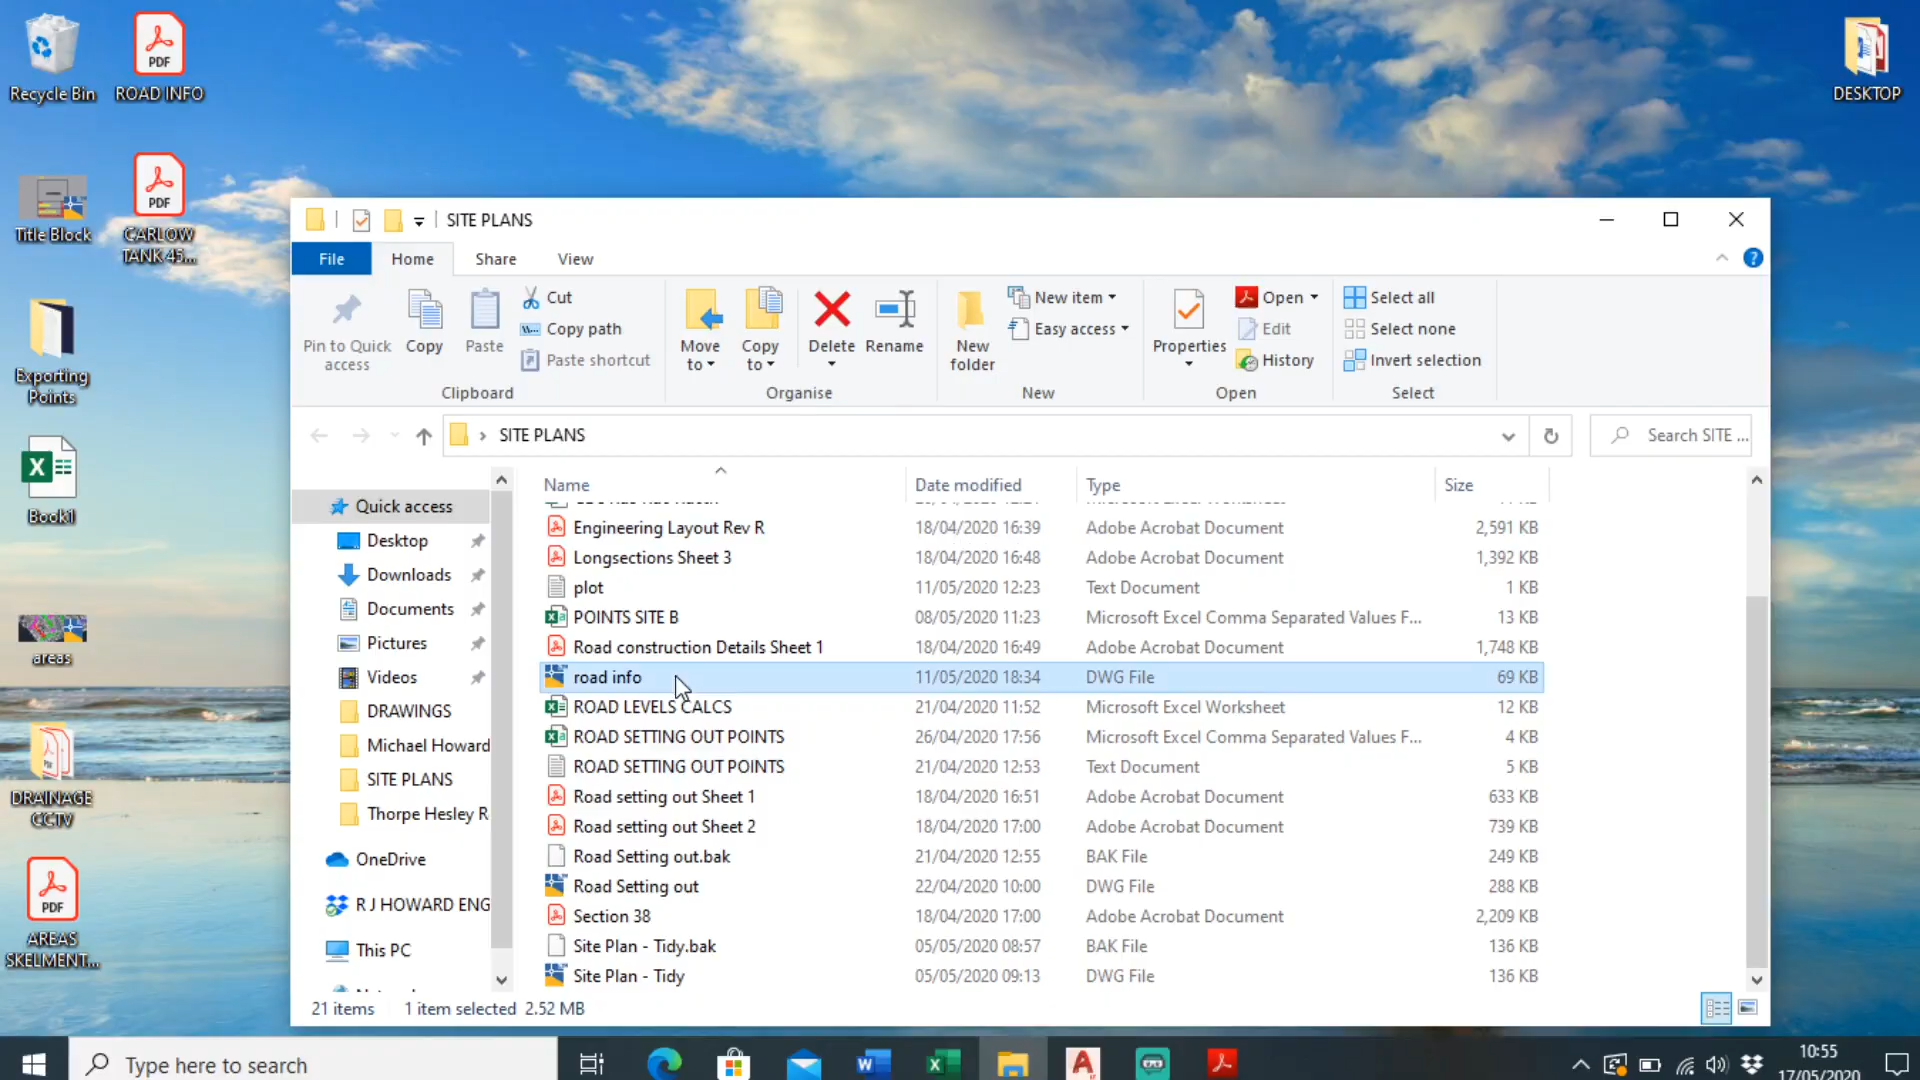 Recycle Bin
ROAD INFO
DESKTOP
Title Block
CARLOW
TANK 45...
Exporting
Points
Book1
areas
DRAINAGE
CCTV
AREAS
SKELMENT...
SITE PLANS
File Home Share View
Pin to Quick
access
Copy
Paste
Cut
Copy path
Paste shortcut
Clipboard
Move
to
Copy
to
Delete
Rename
Organise
New
folder
New item
Easy access
New
Properties
Open
Edit
History
Open
Select all
Select none
Invert selection
Select
SITE PLANS
Search SITE ...
Quick access
Desktop
Downloads
Documents
Pictures
Videos
DRAWINGS
Michael Howard
SITE PLANS
Thorpe Hesley R
OneDrive
R J HOWARD ENG
This PC
Name Date modified Type Size
Engineering Layout Rev R 18/04/2020 16:39 Adobe Acrobat Document 2,591 KB
Longsections Sheet 3 18/04/2020 16:48 Adobe Acrobat Document 1,392 KB
plot 11/05/2020 12:23 Text Document 1 KB
POINTS SITE B 08/05/2020 11:23 Microsoft Excel Comma Separated Values F... 13 KB
Road construction Details Sheet 1 18/04/2020 16:49 Adobe Acrobat Document 1,748 KB
road info 11/05/2020 18:34 DWG File 69 KB
ROAD LEVELS CALCS 21/04/2020 11:52 Microsoft Excel Worksheet 12 KB
ROAD SETTING OUT POINTS 26/04/2020 17:56 Microsoft Excel Comma Separated Values F... 4 KB
ROAD SETTING OUT POINTS 21/04/2020 12:53 Text Document 5 KB
Road setting out Sheet 1 18/04/2020 16:51 Adobe Acrobat Document 633 KB
Road setting out Sheet 2 18/04/2020 17:00 Adobe Acrobat Document 739 KB
Road Setting out.bak 21/04/2020 12:55 BAK File 249 KB
Road Setting out 22/04/2020 10:00 DWG File 288 KB
Section 38 18/04/2020 17:00 Adobe Acrobat Document 2,209 KB
Site Plan - Tidy.bak 05/05/2020 08:57 BAK File 136 KB
Site Plan - Tidy 05/05/2020 09:13 DWG File 136 KB
21 items 1 item selected 2.52 MB
Type here to search
10:55
17/05/2020